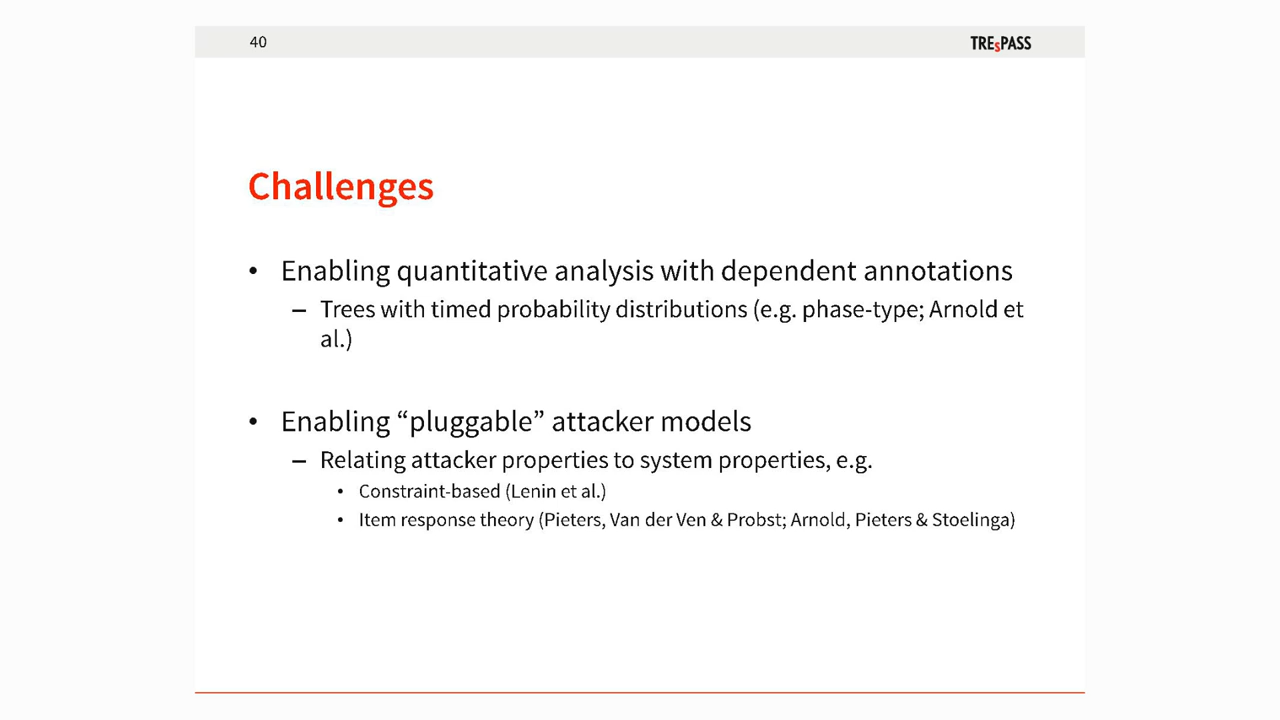 40
TREsPASS
Challenges
• Enabling quantitative analysis with dependent annotations
– Trees with timed probability distributions (e.g. phase-type; Arnold et
al.)
• Enabling “pluggable” attacker models
– Relating attacker properties to system properties, e.g.
• Constraint-based (Lenin et al.)
• Item response theory (Pieters, Van der Ven & Probst; Arnold, Pieters & Stoelinga)